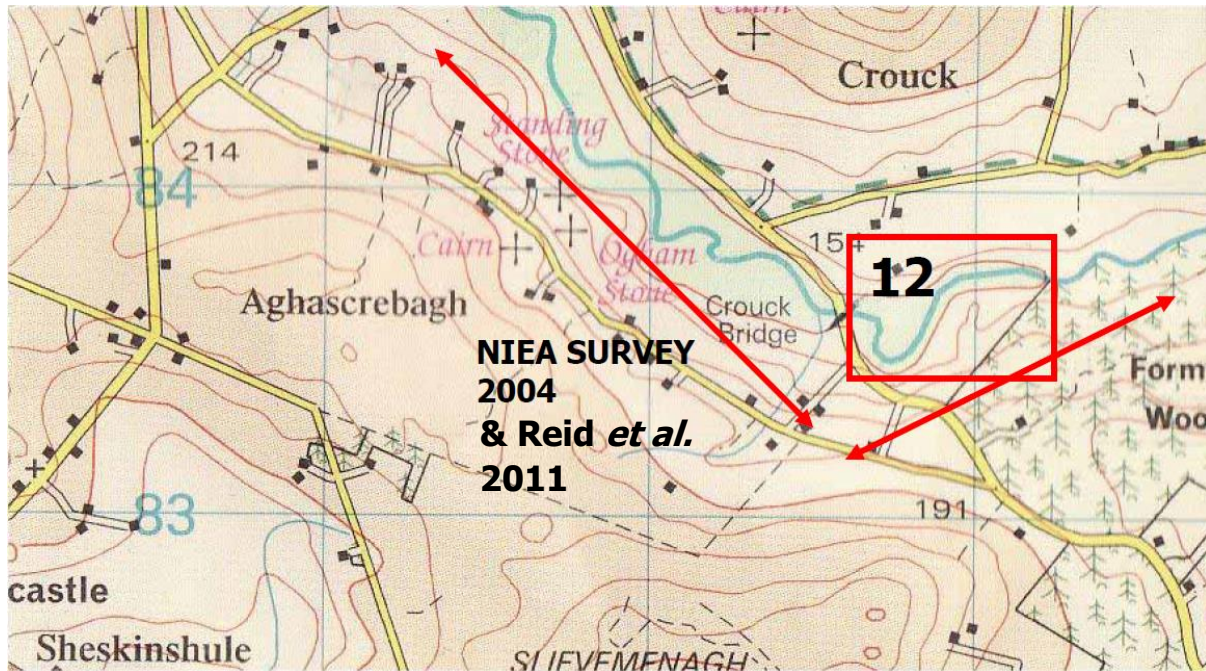 Cairn
Crouck
Standing
Stone
214
84
154
12
Cairn
Ogham
Stone
Aghascrebagh
Crouck
Bridge
NIEA SURVEY
2004
& Reid et al.
2011
Form
Woo
191
83
castle
Sheskinshule
SLIEVEMENAGH